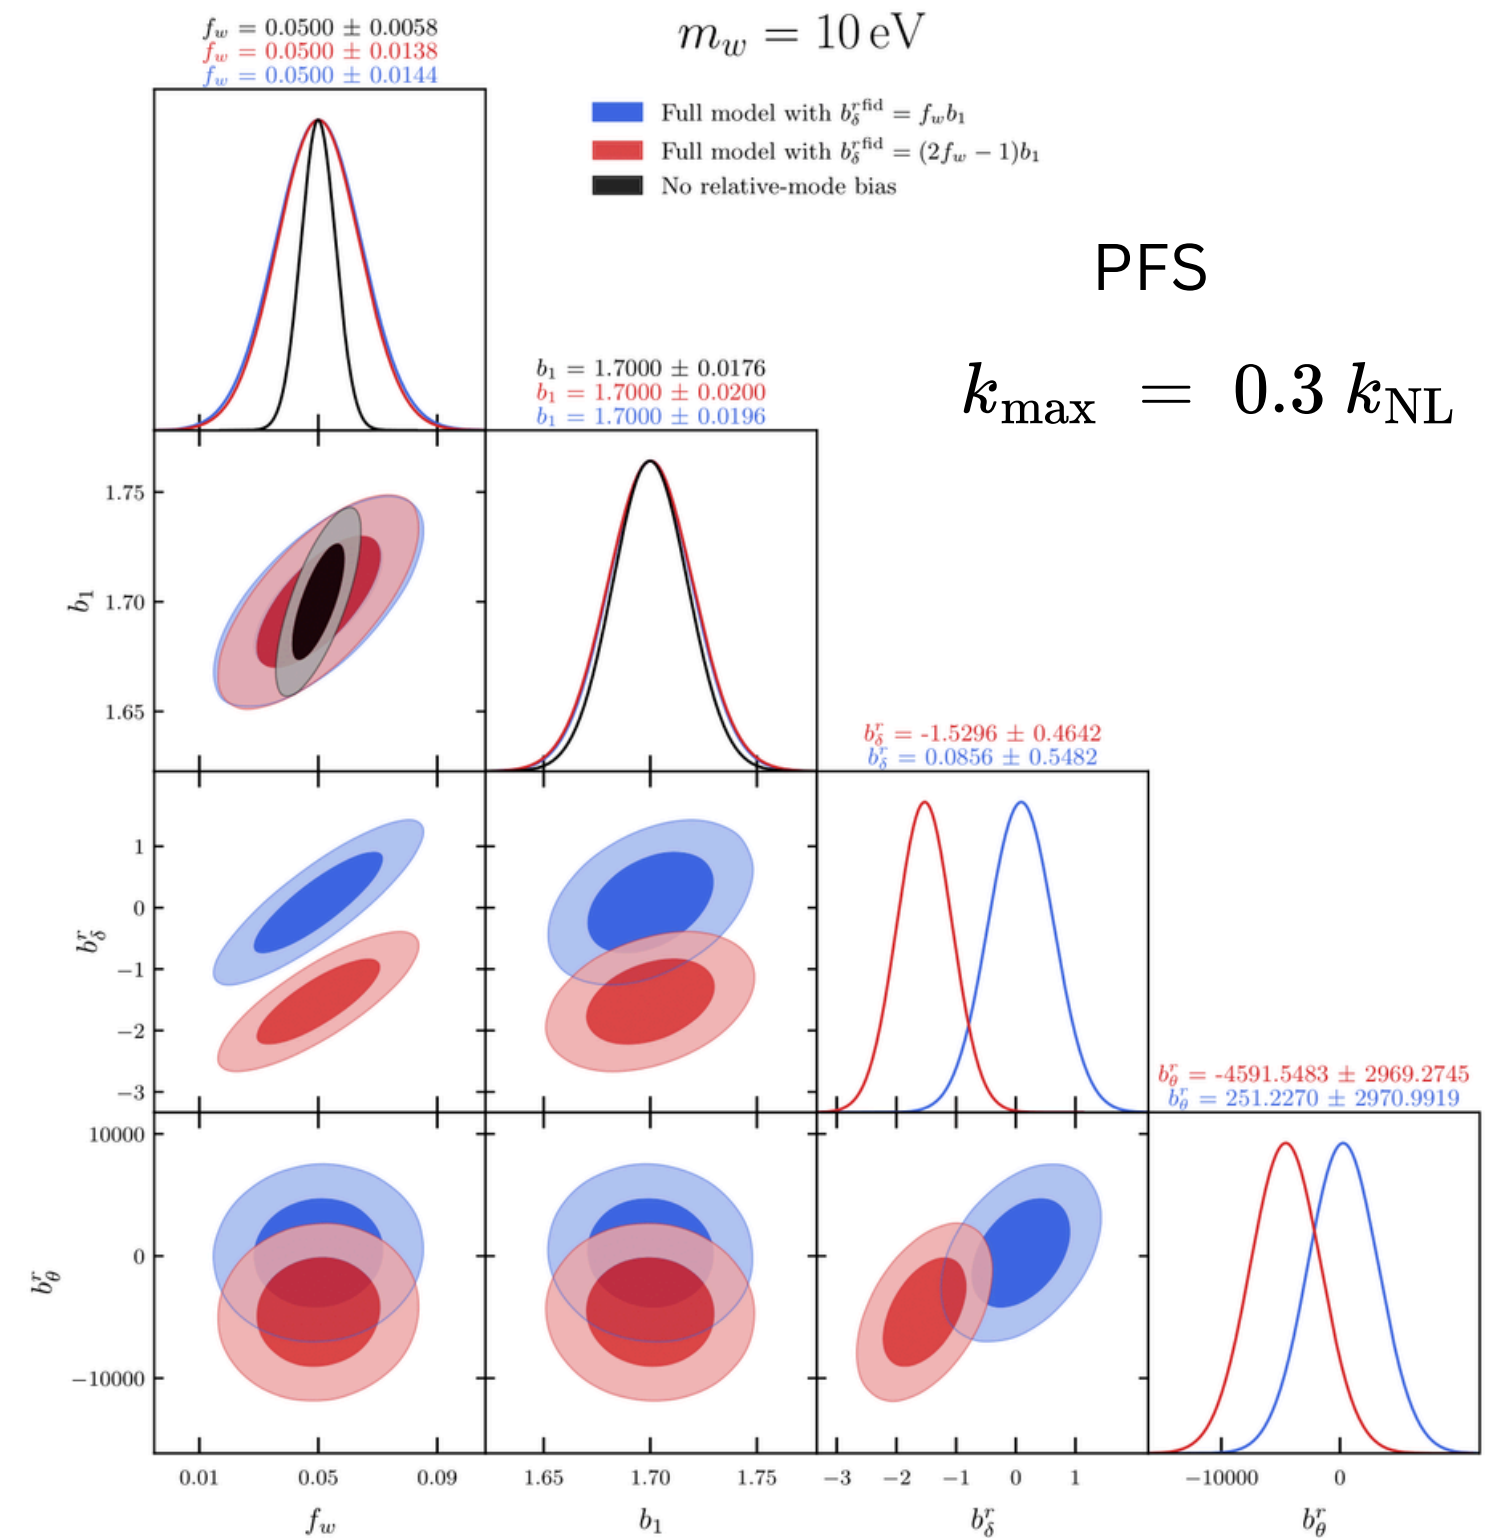 f_w = 0.0500 ± 0.0058
f_w = 0.0500 ± 0.0138
f_w = 0.0500 ± 0.0144
m_w = 10 eV
Full model with b_δ^{r fid} = f_w b_1
Full model with b_δ^{r fid} = (2f_w − 1)b_1
No relative-mode bias
PFS
k_max = 0.3 k_NL
b_1 = 1.7000 ± 0.0176
b_1 = 1.7000 ± 0.0200
b_1 = 1.7000 ± 0.0196
1.75
1.70
1.65
b_1
b_δ^r = -1.5296 ± 0.4642
b_δ^r = 0.0856 ± 0.5482
1
0
−1
−2
−3
b_δ^r
b_θ^r = -4591.5483 ± 2969.2745
b_θ^r = 251.2270 ± 2970.9919
10000
0
−10000
b_θ^r
0.01 0.05 0.09
1.65 1.70 1.75
−3 −2 −1 0 1
−10000 0
f_w
b_1
b_δ^r
b_θ^r